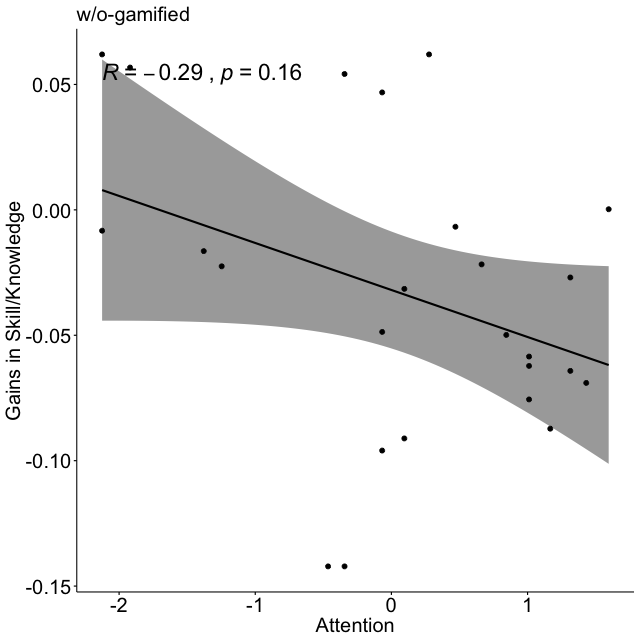 w/o-gamified
R = −0.29 , p = 0.16
0.05
0.00
-0.05
-0.10
-0.15
Gains in Skill/Knowledge
-2 -1 0 1
Attention